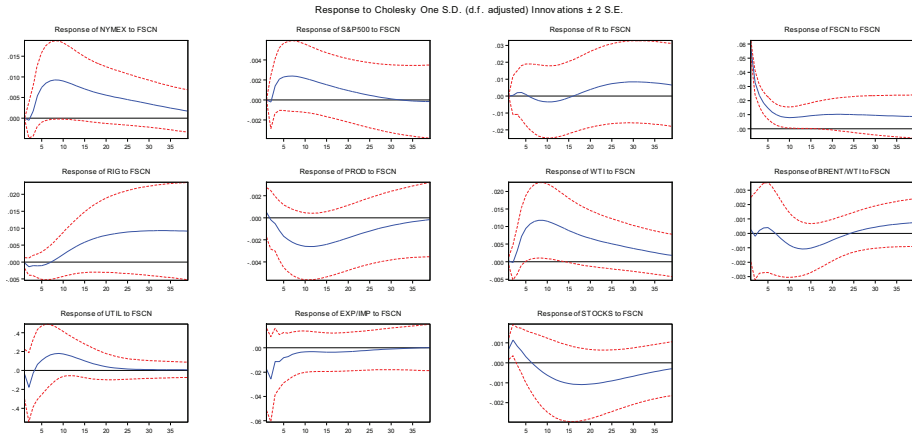 Response to Cholesky One S.D. (d.f. adjusted) Innovations ± 2 S.E.
Response of NYMEX to FSCN
.015
.010
.005
.000
5 10 15 20 25 30 35
Response of S&P500 to FSCN
.004
.002
.000
-.002
5 10 15 20 25 30 35
Response of R to FSCN
.03
.02
.01
.00
-.01
-.02
5 10 15 20 25 30 35
Response of FSCN to FSCN
.06
.05
.04
.03
.02
.01
.00
5 10 15 20 25 30 35
Response of RIG to FSCN
.020
.015
.010
.005
.000
-.005
5 10 15 20 25 30 35
Response of PROD to FSCN
.002
.000
-.002
-.004
5 10 15 20 25 30 35
Response of WTI to FSCN
.020
.015
.010
.005
.000
-.005
5 10 15 20 25 30 35
Response of BRENT/WTI to FSCN
.003
.002
.001
.000
-.001
-.002
-.003
5 10 15 20 25 30 35
Response of UTIL to FSCN
.4
.2
.0
-.2
-.4
5 10 15 20 25 30 35
Response of EXP/IMP to FSCN
.02
.00
-.02
-.04
-.06
5 10 15 20 25 30 35
Response of STOCKS to FSCN
.001
.000
-.001
-.002
5 10 15 20 25 30 35